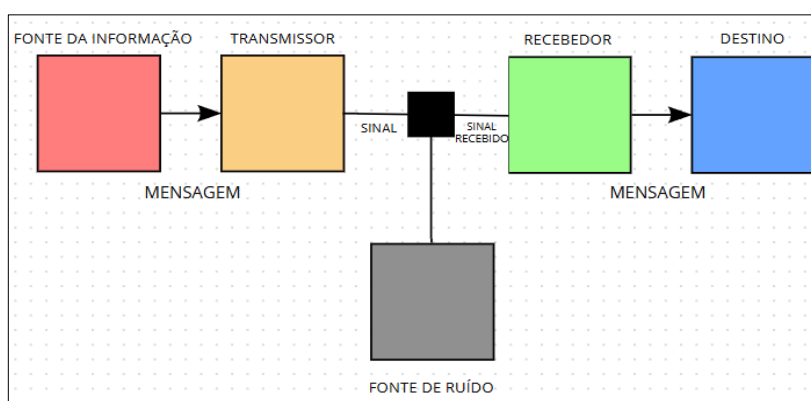 FONTE DA INFORMAÇÃO
TRANSMISSOR
RECEBEDOR
DESTINO
SINAL
SINAL
RECEBIDO
MENSAGEM
MENSAGEM
FONTE DE RUÍDO